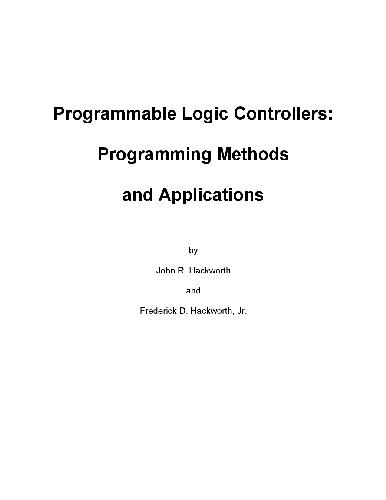 Programmable Logic Controllers:
Programming Methods
and Applications
by
John R. Hackworth
and
Frederick D. Hackworth, Jr.